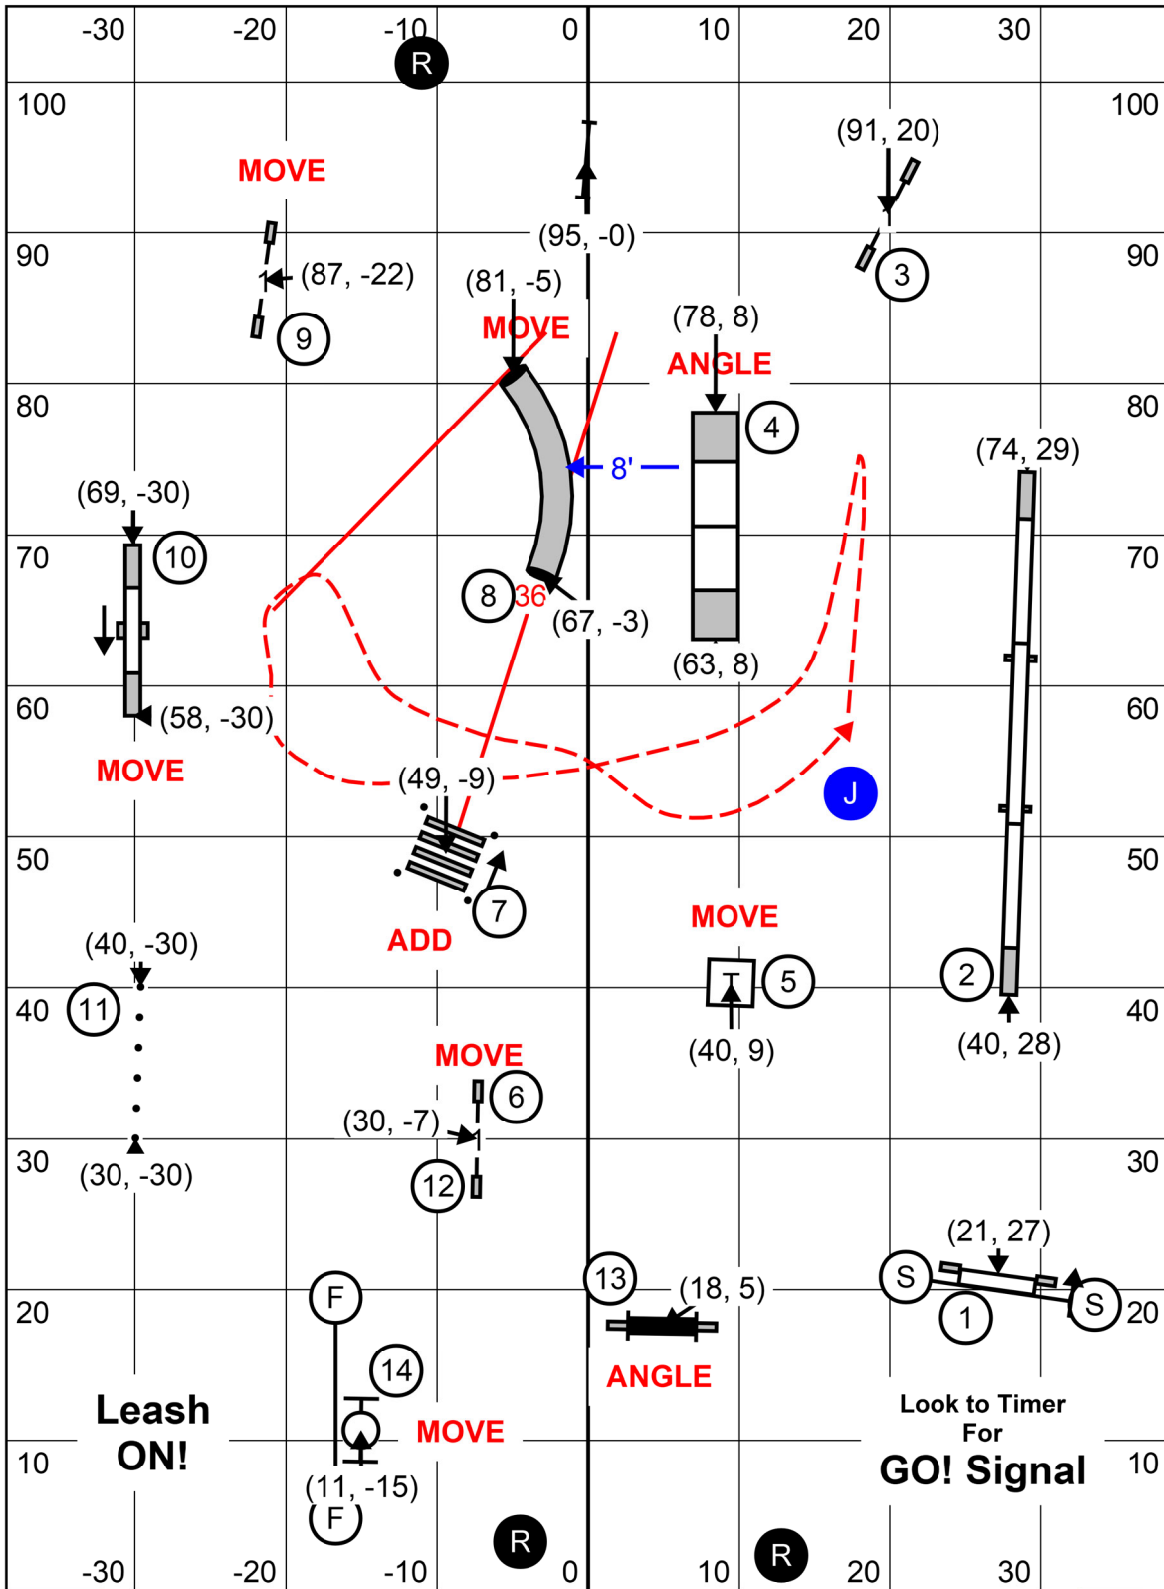 -30 -20 -10 0 10 20 30
R
100 100
(91, 20)
MOVE
(95, -0)
90 90
(87, -22)
3
(81, -5)
9
MOVE
(78, 8)
ANGLE
80 80
4
8'
(74, 29)
(69, -30)
10
70 70
8
36
(67, -3)
(63, 8)
60 60
(58, -30)
MOVE
(49, -9)
J
50 50
7
MOVE
ADD
(40, -30)
5
2
11
40 40
(40, 9)
(40, 28)
MOVE
6
(30, -7)
30 30
(30, -30)
12
(21, 27)
13
S
(18, 5)
F
20 20
S
1
14
ANGLE
Leash
ON!
MOVE
Look to Timer
For
GO! Signal
10 10
(11, -15)
F
R
R
-30 -20 -10 0 10 20 30